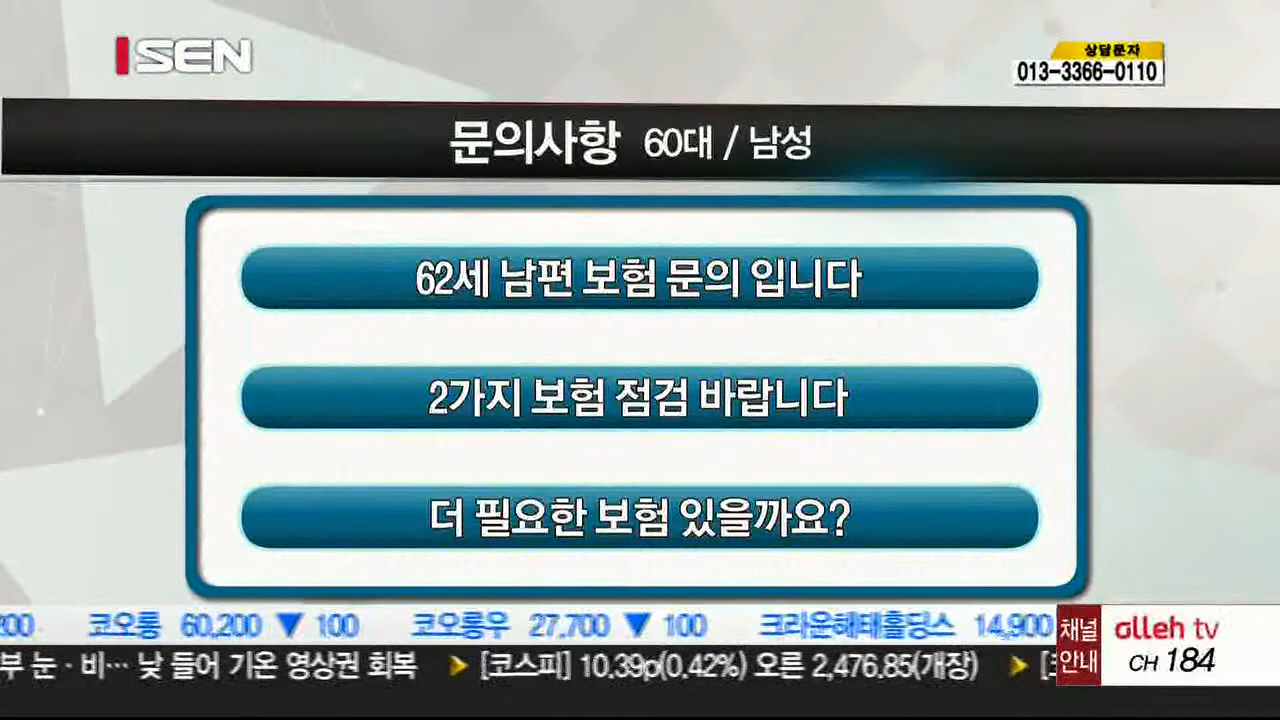 SEN
상담문자
013-3366-0110
문의사항 60대 / 남성
62세 남편 보험 문의 입니다
2가지 보험 점검 바랍니다
더 필요한 보험 있을까요?
200 코오롱 60,200 ▼ 100 코오롱우 27,700 ▼ 100 크라운해태홀딩스 14,900
부 눈·비… 낮 들어 기온 영상권 회복 [코스피] 10.39p(0.42%) 오른 2,476.85(개장)
채널
안내
olleh tv
CH 184